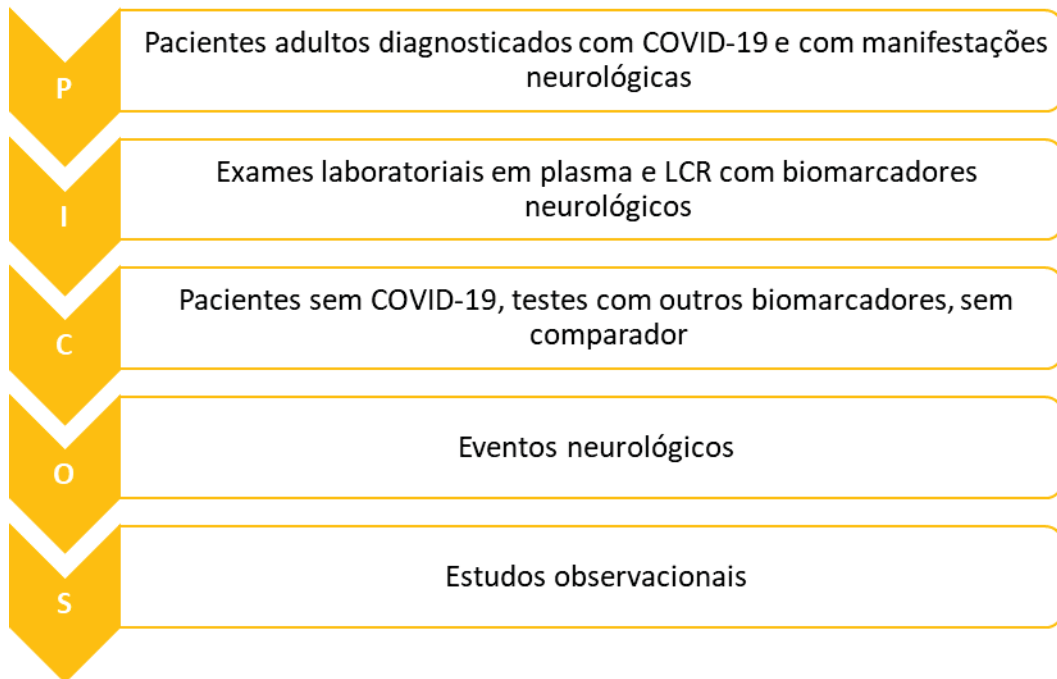 P
Pacientes adultos diagnosticados com COVID-19 e com manifestações
neurológicas
I
Exames laboratoriais em plasma e LCR com biomarcadores
neurológicos
C
Pacientes sem COVID-19, testes com outros biomarcadores, sem
comparador
O
Eventos neurológicos
S
Estudos observacionais